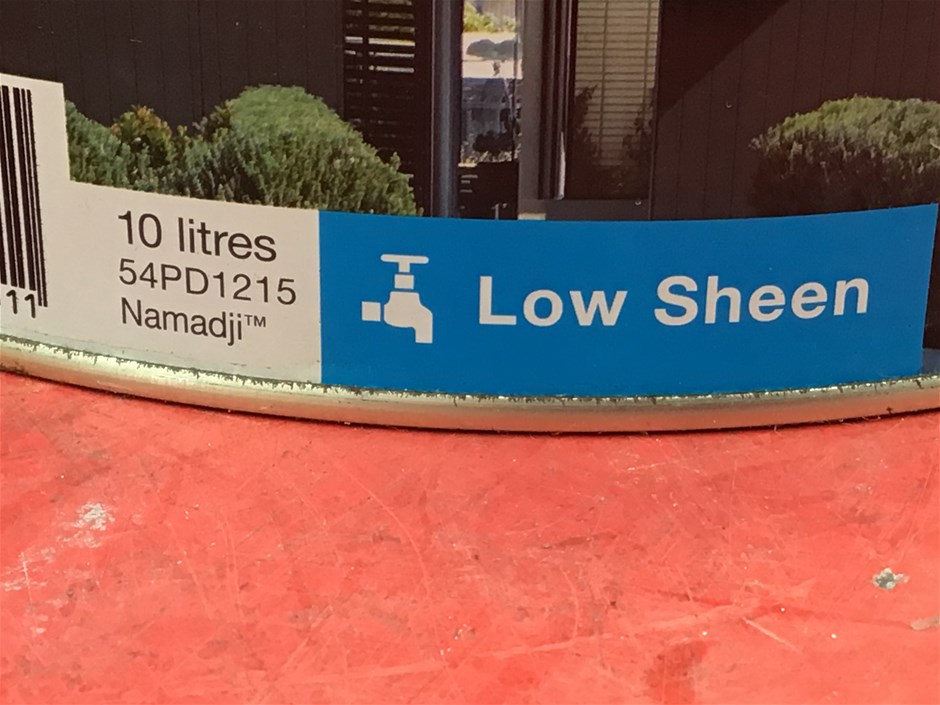 10 litres
54PD1215
Namadji™
Low Sheen
11